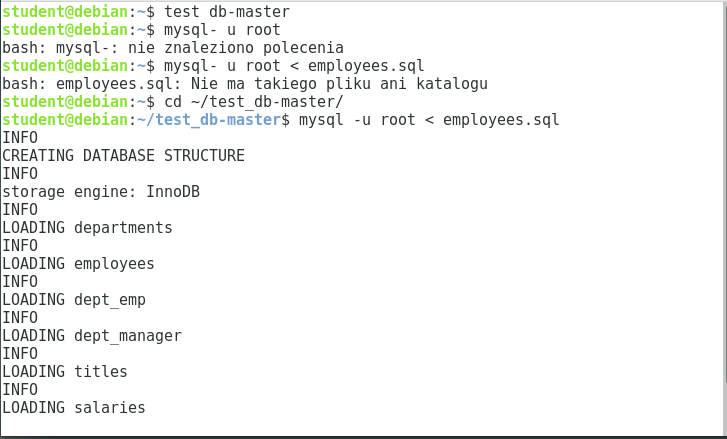 student@debian:~$ test db-master
student@debian:~$ mysql- u root
bash: mysql-: nie znaleziono polecenia
student@debian:~$ mysql- u root < employees.sql
bash: employees.sql: Nie ma takiego pliku ani katalogu
student@debian:~$ cd ~/test_db-master/
student@debian:~/test_db-master$ mysql -u root < employees.sql
INFO
CREATING DATABASE STRUCTURE
INFO
storage engine: InnoDB
INFO
LOADING departments
INFO
LOADING employees
INFO
LOADING dept_emp
INFO
LOADING dept_manager
INFO
LOADING titles
INFO
LOADING salaries